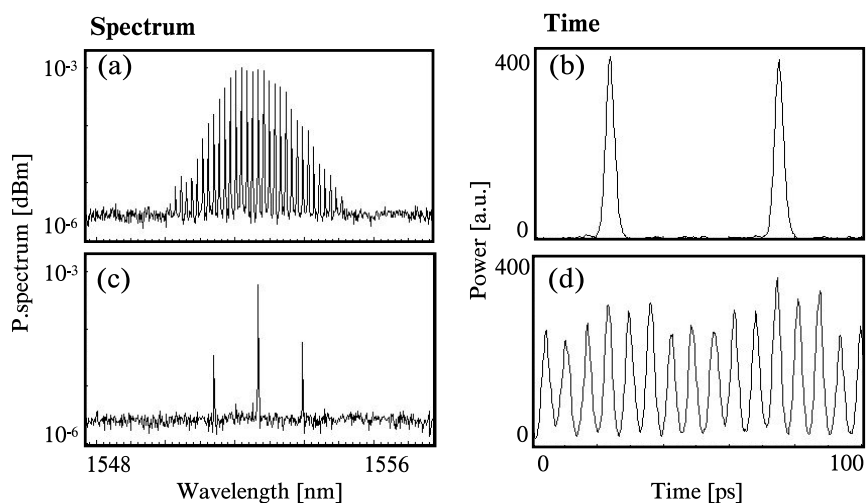 Spectrum
Time
P.spectrum [dBm]
10-3
(a)
10-6
10-3
(c)
10-6
1548
1556
Wavelength [nm]
Power [a.u.]
400
(b)
0
400
(d)
0
0
100
Time [ps]